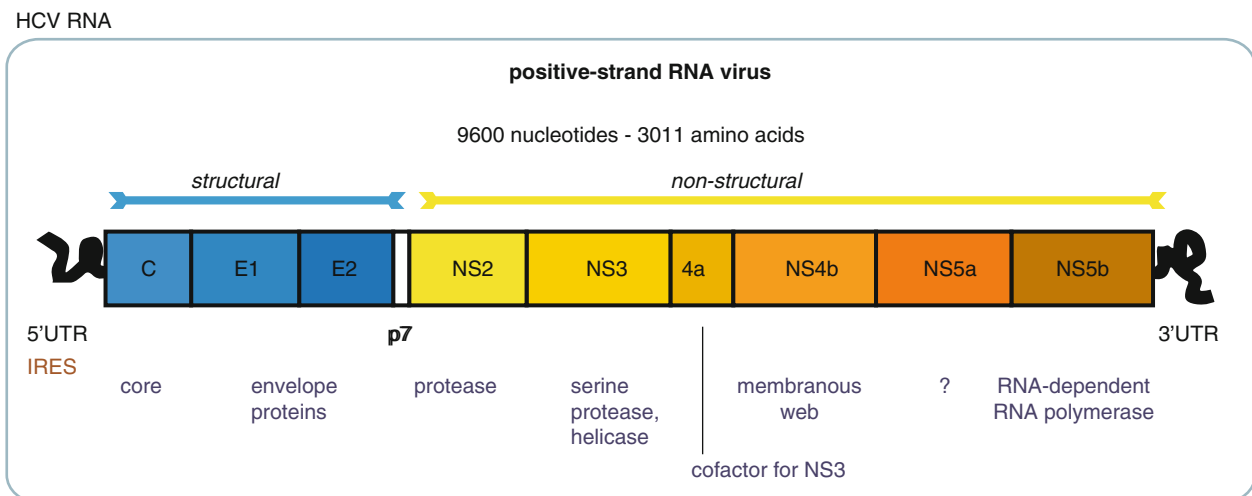 HCV RNA
positive-strand RNA virus
9600 nucleotides - 3011 amino acids
structural
non-structural
C
E1
E2
NS2
NS3
4a
NS4b
NS5a
NS5b
5'UTR
p7
3'UTR
IRES
core
envelope
proteins
protease
serine
protease,
helicase
membranous
web
?
RNA-dependent
RNA polymerase
cofactor for NS3